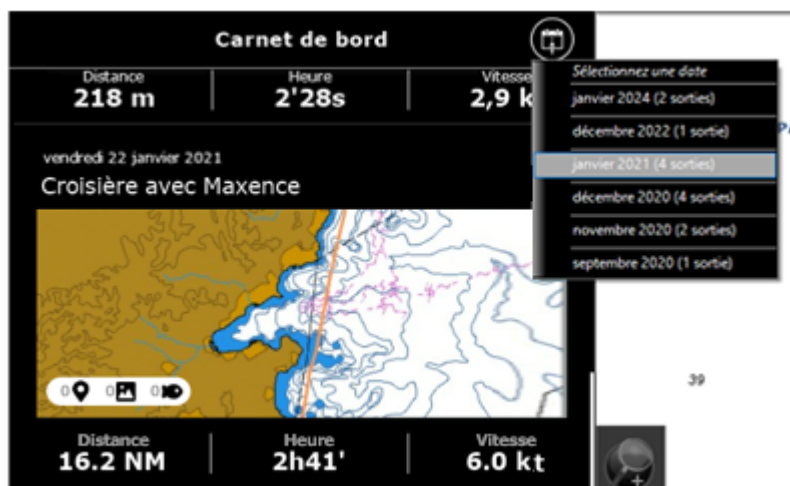 Carnet de bord
Distance
218 m
Heure
2'28s
Vitesse
2,9 k
Sélectionnez une date
janvier 2024 (2 sorties)
décembre 2022 (1 sortie)
janvier 2021 (4 sorties)
décembre 2020 (4 sorties)
novembre 2020 (2 sorties)
septembre 2020 (1 sortie)
vendredi 22 janvier 2021
Croisière avec Maxence
0 0 0
39
Distance
16.2 NM
Heure
2h41'
Vitesse
6.0 kt